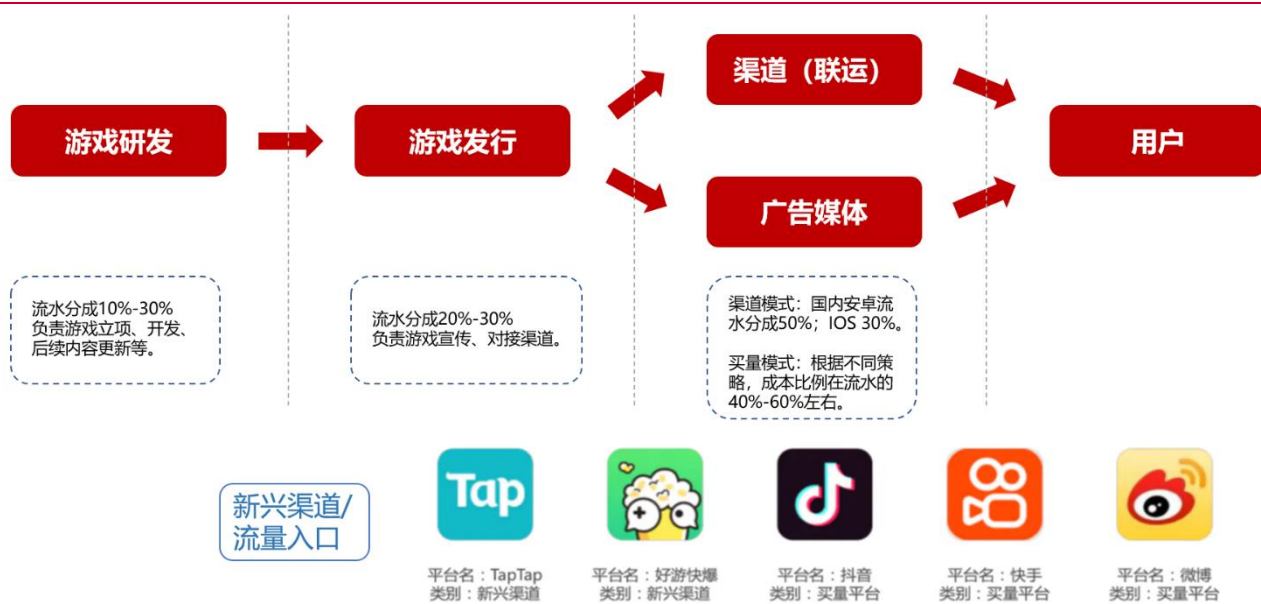 游戏研发
游戏发行
渠道（联运）
广告媒体
用户
流水分成10%-30%
负责游戏立项、开发、
后续内容更新等。
流水分成20%-30%
负责游戏宣传、对接渠道。
渠道模式：国内安卓流
水分成50%；IOS 30%。
买量模式：根据不同策
略，成本比例在流水的
40%-60%左右。
新兴渠道/
流量入口
Tap
平台名：TapTap
类别：新兴渠道
平台名：好游快爆
类别：新兴渠道
平台名：抖音
类别：买量平台
平台名：快手
类别：买量平台
平台名：微博
类别：买量平台